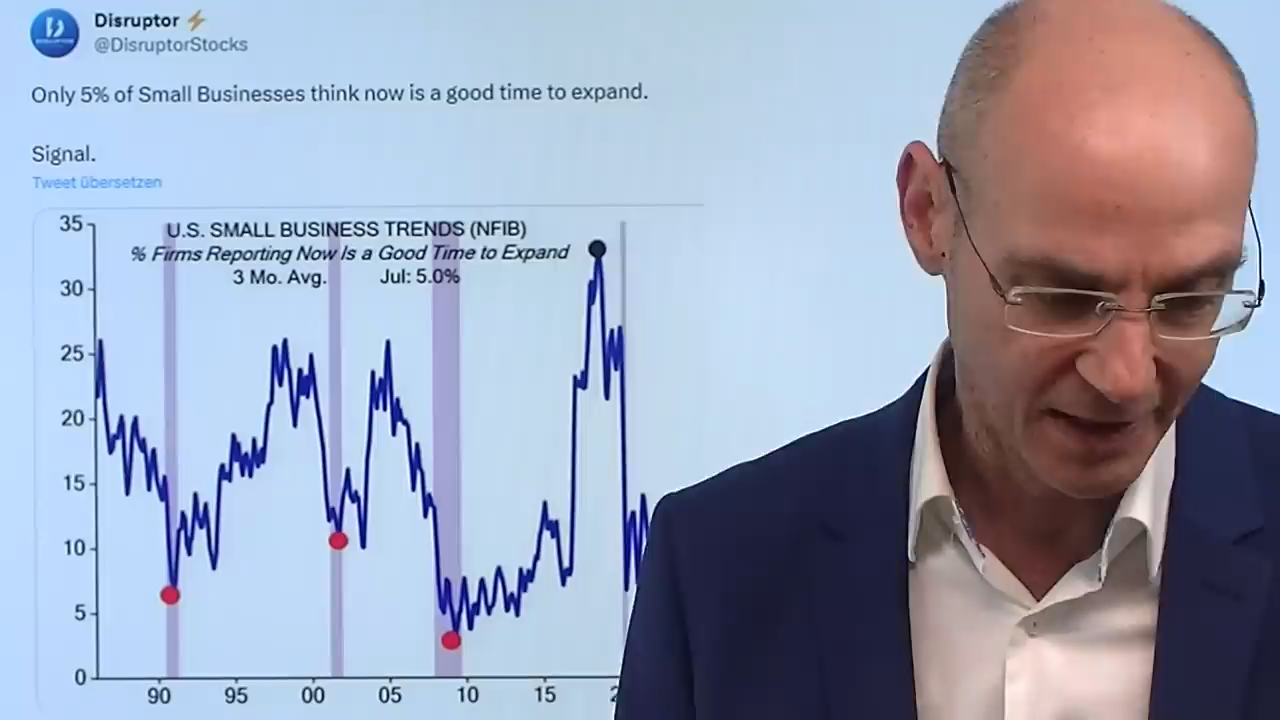 Disruptor
@DisruptorStocks
Only 5% of Small Businesses think now is a good time to expand.
Signal.
Tweet übersetzen
U.S. SMALL BUSINESS TRENDS (NFIB)
% Firms Reporting Now Is a Good Time to Expand
3 Mo. Avg. Jul: 5.0%
35
30
25
20
15
10
5
0
90 95 00 05 10 15